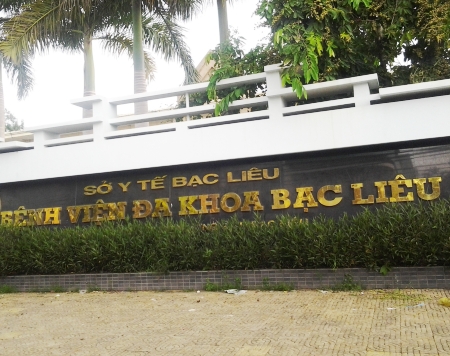 SỞ Y TẾ BẠC LIÊU
BỆNH VIỆN ĐA KHOA BẠC LIÊU